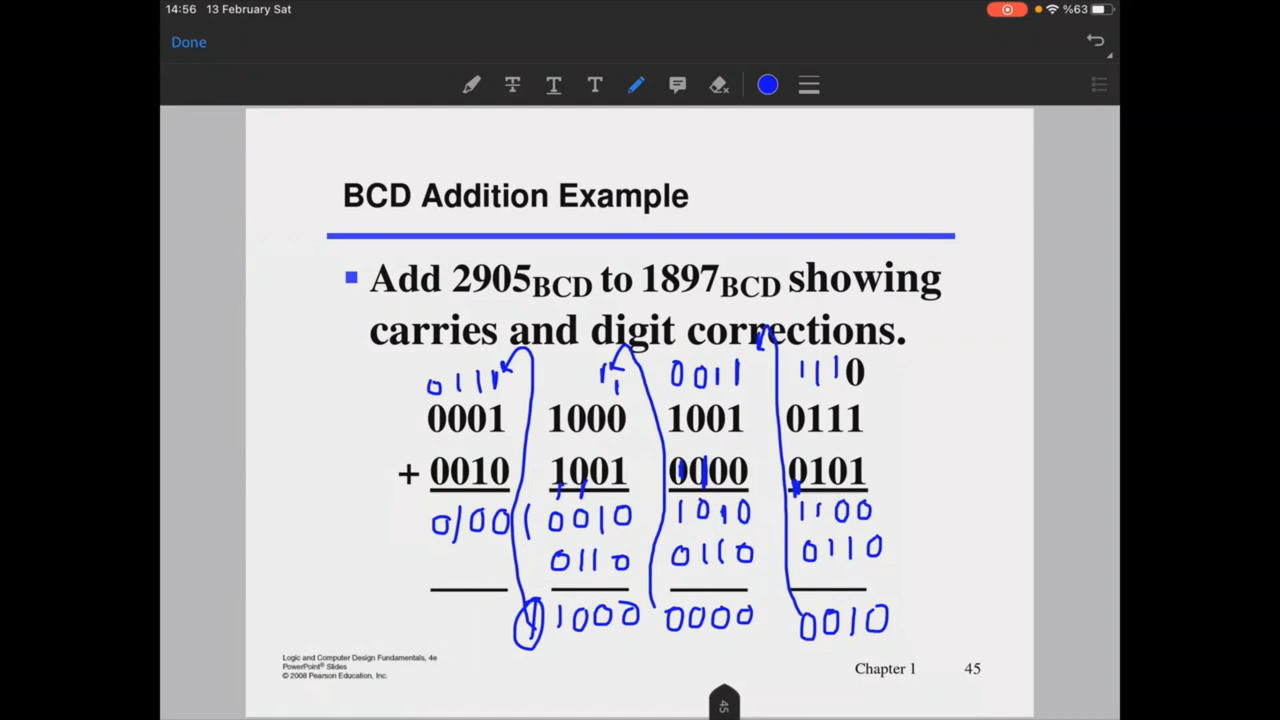 14:56 13 February Sat %63
Done
BCD Addition Example
Add 2905BCD to 1897BCD showing
carries and digit corrections.
0111 11 0011 1110
0001 1000 1001 0111
+ 0010 1001 0000 0101
0100 1 0010 1010 1100
0110 0110 0110
1 1000 0000 0010
Logic and Computer Design Fundamentals, 4e
PowerPoint® Slides
© 2008 Pearson Education, Inc.
Chapter 1 45
45